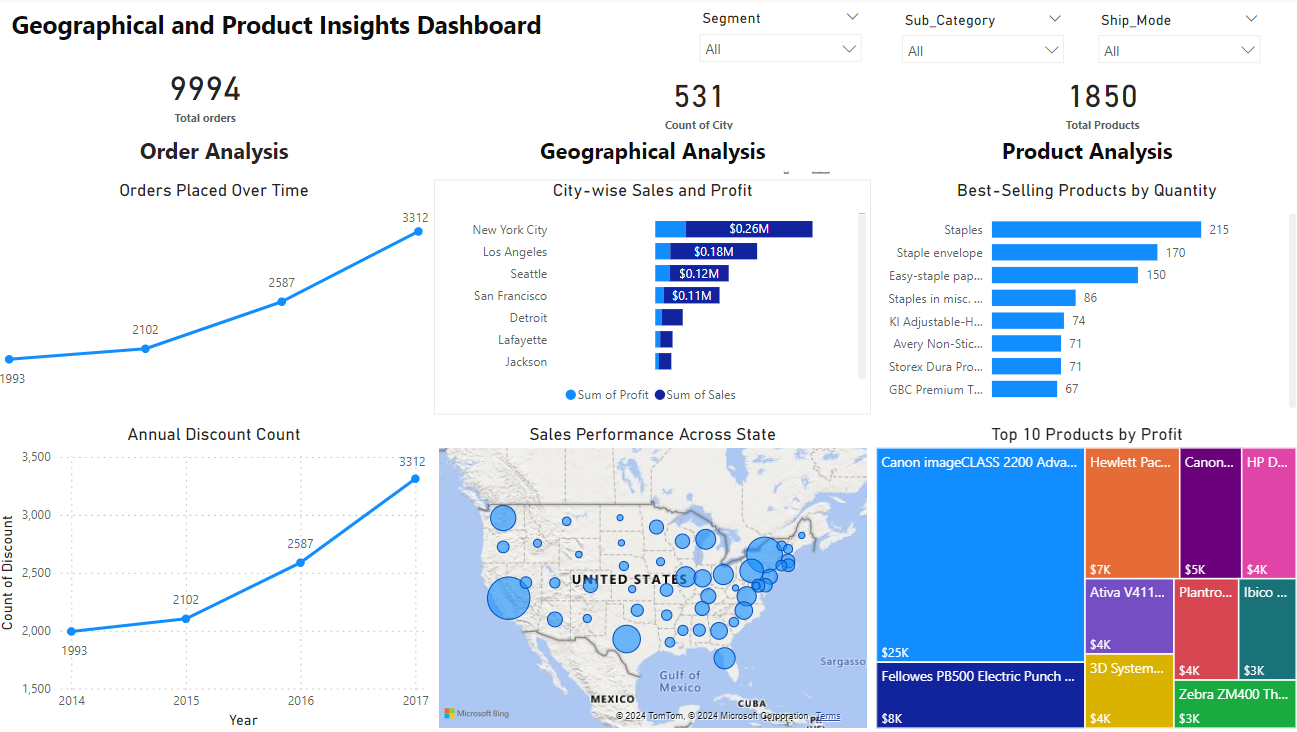 Geographical and Product Insights Dashboard
Segment
All
Sub_Category
All
Ship_Mode
All
9994
Total orders
531
Count of City
1850
Total Products
Order Analysis
Geographical Analysis
Product Analysis
Orders Placed Over Time
1993
2102
2587
3312
City-wise Sales and Profit
New York City
$0.26M
Los Angeles
$0.18M
Seattle
$0.12M
San Francisco
$0.11M
Detroit
Lafayette
Jackson
Sum of Profit
Sum of Sales
Best-Selling Products by Quantity
Staples
215
Staple envelope
170
Easy-staple pap...
150
Staples in misc. ...
86
KI Adjustable-H...
74
Avery Non-Stic...
71
Storex Dura Pro...
71
GBC Premium T...
67
Annual Discount Count
Count of Discount
3,500
3,000
2,500
2,000
1,500
1993
2102
2587
3312
2014
2015
2016
2017
Year
Sales Performance Across State
UNITED STATES
Gulf of
Mexico
Sargasso
MEXICO
CUBA
Microsoft Bing
© 2024 TomTom, © 2024 Microsoft Corporation Terms
Top 10 Products by Profit
Canon imageCLASS 2200 Adva...
$25K
Fellowes PB500 Electric Punch ...
$8K
Hewlett Pac...
$7K
Canon...
$5K
HP D...
$4K
Ativa V411...
$4K
3D System...
$4K
Plantro...
$4K
Ibico ...
$3K
Zebra ZM400 Th...
$3K